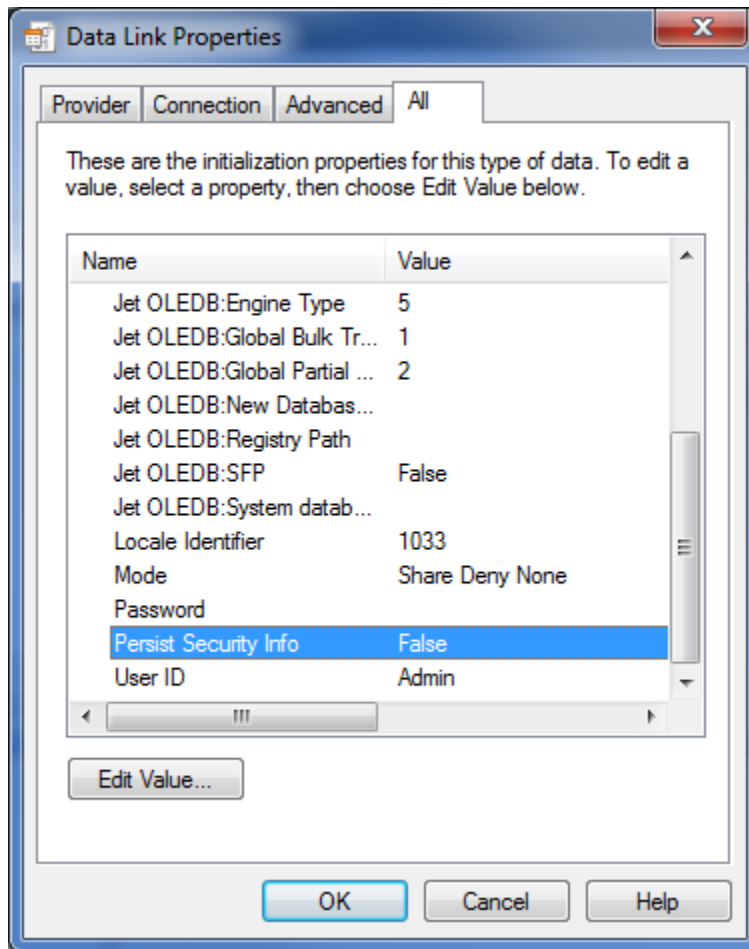 Data Link Properties
Provider Connection Advanced All
These are the initialization properties for this type of data. To edit a
value, select a property, then choose Edit Value below.
Name Value
Jet OLEDB:Engine Type 5
Jet OLEDB:Global Bulk Tr... 1
Jet OLEDB:Global Partial ... 2
Jet OLEDB:New Databas...
Jet OLEDB:Registry Path
Jet OLEDB:SFP False
Jet OLEDB:System datab...
Locale Identifier 1033
Mode Share Deny None
Password
Persist Security Info False
User ID Admin
Edit Value...
OK Cancel Help